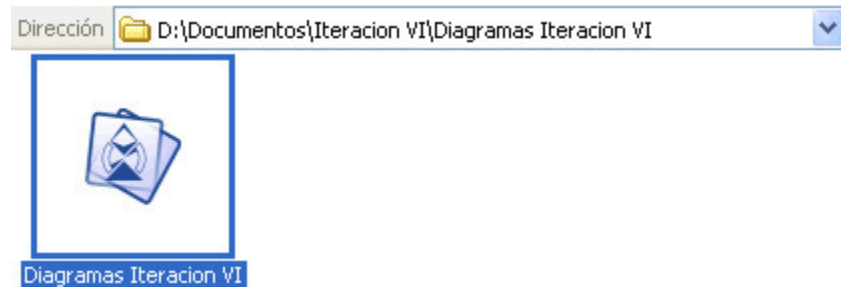 Dirección D:\Documentos\Iteracion VI\Diagramas Iteracion VI
Diagramas Iteracion VI